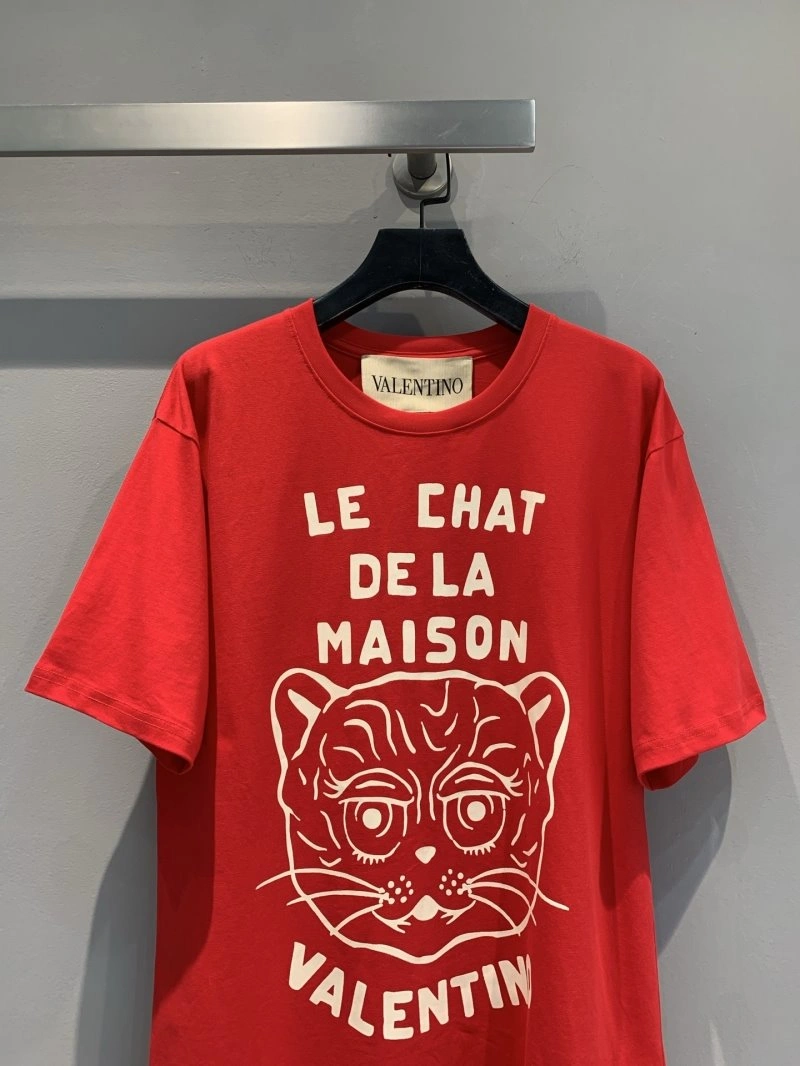 VALENTINO
LE CHAT
DE LA
MAISON
VALENTINO